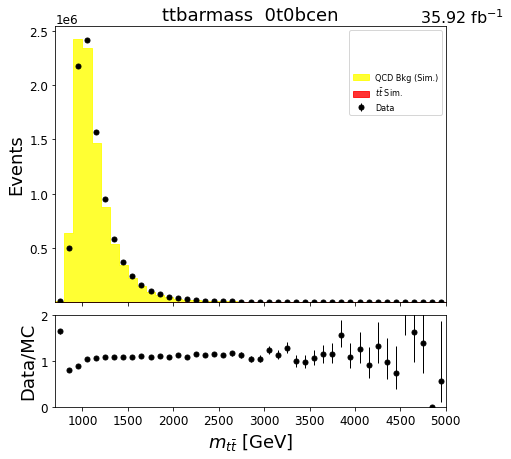 ttbarmass 0t0bcen
35.92 fb⁻¹
1e6
2.5
2.0
1.5
1.0
0.5
Events
QCD Bkg (Sim.)
tt̄ Sim.
Data
2
1
0
Data/MC
1000 1500 2000 2500 3000 3500 4000 4500 5000
m_{tt̄} [GeV]